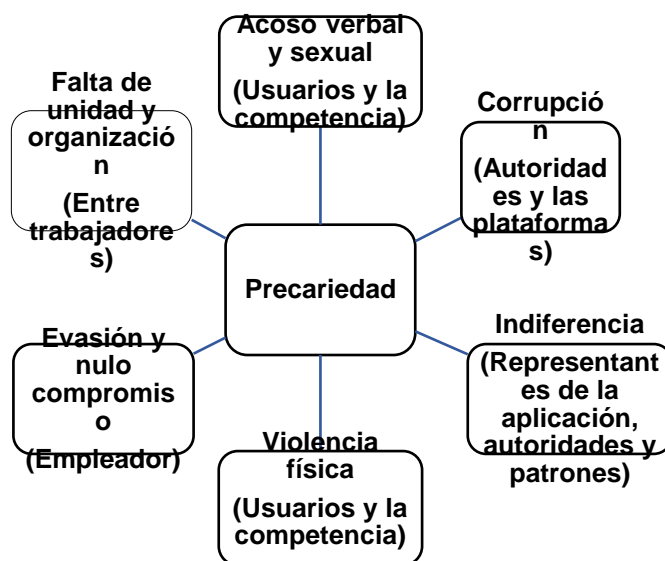 Acoso verbal
y sexual
(Usuarios y la
competencia)
Corrupció
n
(Autoridad
es y las
plataforma
s)
Indiferencia
(Representant
es de la
aplicación,
autoridades y
patrones)
Violencia
física
(Usuarios y la
competencia)
Evasión y
nulo
compromis
o
(Empleador)
Falta de
unidad y
organizació
n
(Entre
trabajadore
s)
Precariedad